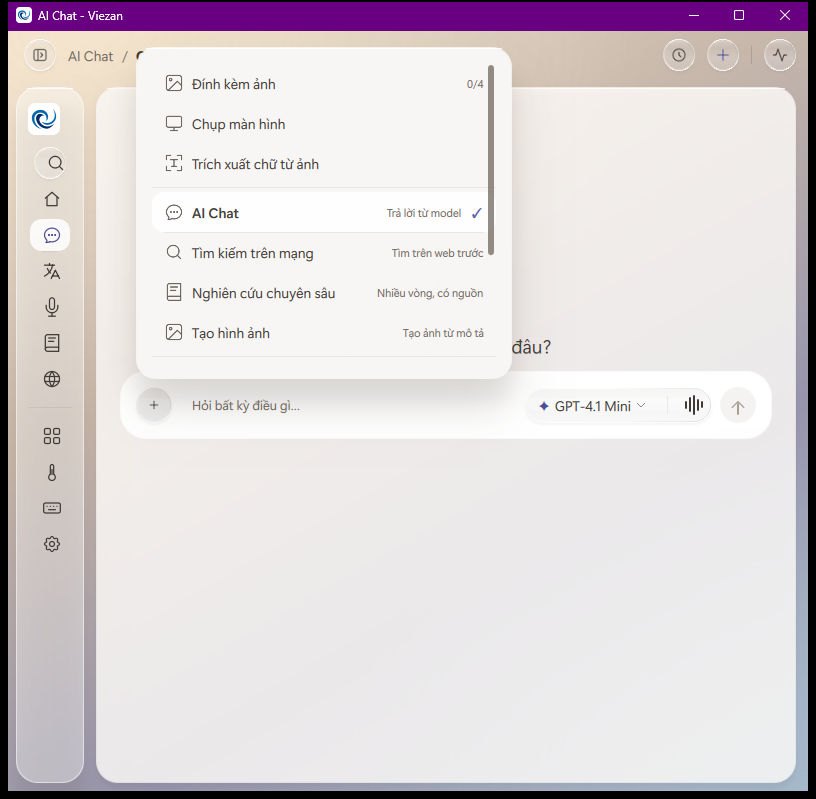 AI Chat - Viezan
AI Chat /
Đính kèm ảnh 0/4
Chụp màn hình
Trích xuất chữ từ ảnh
AI Chat Trả lời từ model ✓
Tìm kiếm trên mạng Tìm trên web trước
Nghiên cứu chuyên sâu Nhiều vòng, có nguồn
Tạo hình ảnh Tạo ảnh từ mô tả
đâu?
Hỏi bất kỳ điều gì... GPT-4.1 Mini